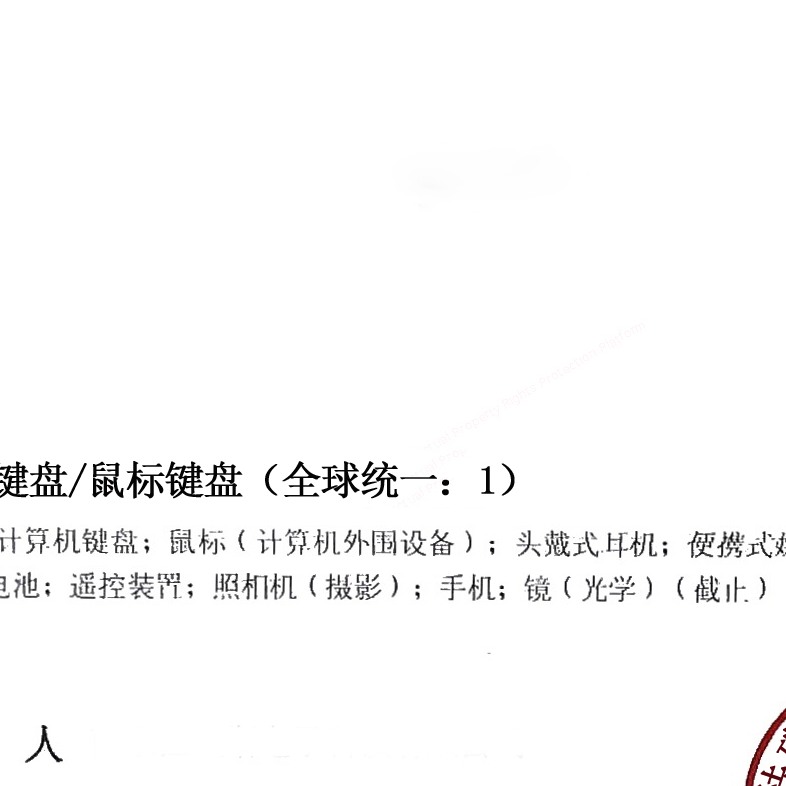 键盘/鼠标键盘（全球统一：1）
计算机键盘；鼠标（计算机外围设备）；头戴式耳机；便携式媒
电池；遥控装置；照相机（摄影）；手机；镜（光学）（截止）
人